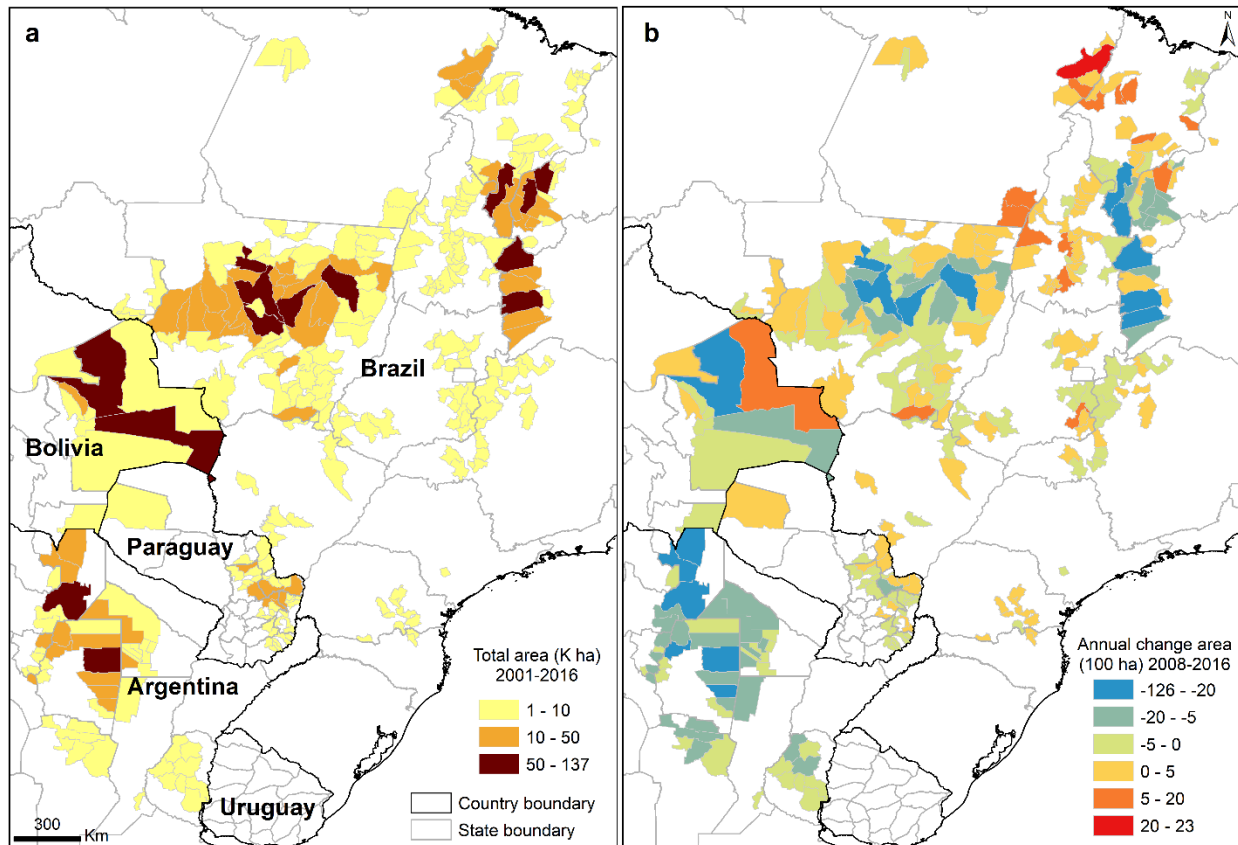 a
Brazil
Bolivia
Paraguay
Argentina
Uruguay
Total area (K ha)
2001-2016
1 - 10
10 - 50
50 - 137
Country boundary
State boundary
300
Km
b
N
Annual change area
(100 ha) 2008-2016
-126 - -20
-20 - -5
-5 - 0
0 - 5
5 - 20
20 - 23